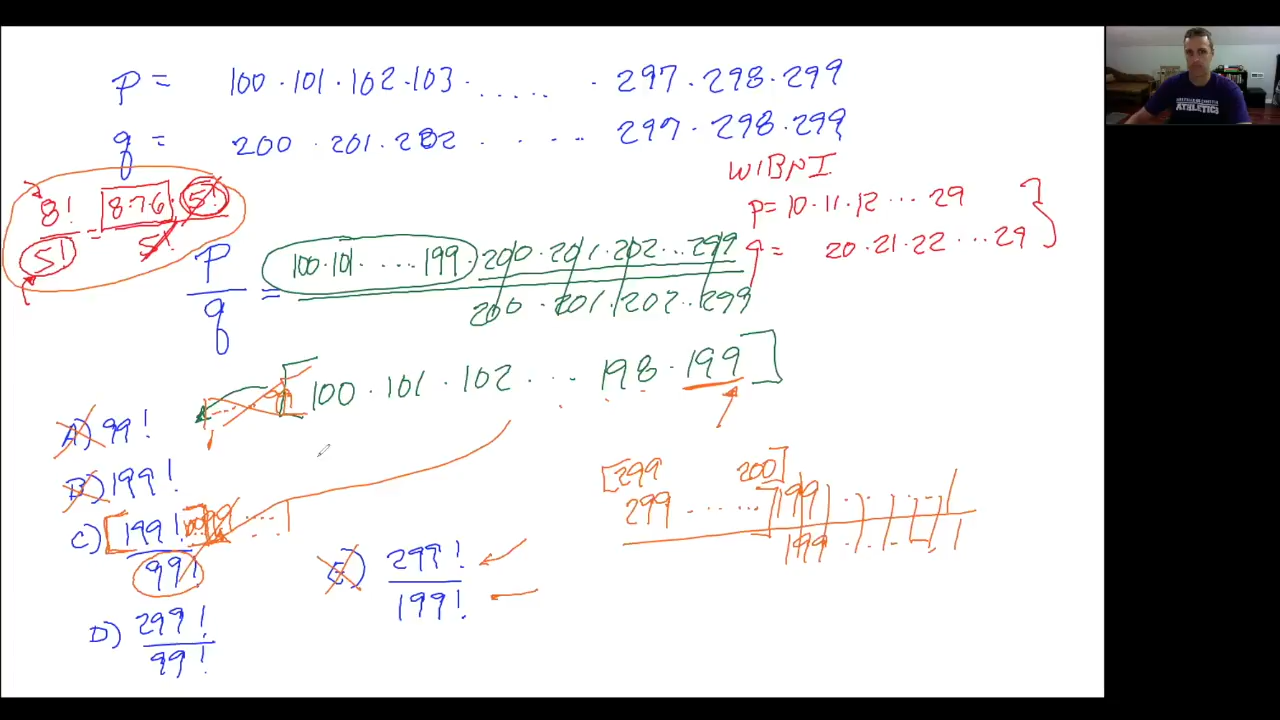 p = 100 · 101 · 102 · 103 · ..... · 297 · 298 · 299
q = 200 · 201 · 202 ..... 297 · 298 · 299
WIBNI
p = 10 · 11 · 12 ... 29
q = 20 · 21 · 22 ... 29
8! / 5! = 8·7·6 · 5! / 5!
p / q = 100 · 101 · ... 199 · 200 · 201 · 202 ... 299 / 200 · 201 · 202 .. 299
[100 · 101 · 102 ... 198 · 199]
A) 99!
B) 199!
C) [199! / 99!
D) 299! / 99!
E) 299! / 199!
[299 200]
299 ...... 199
199
ATHLETICS